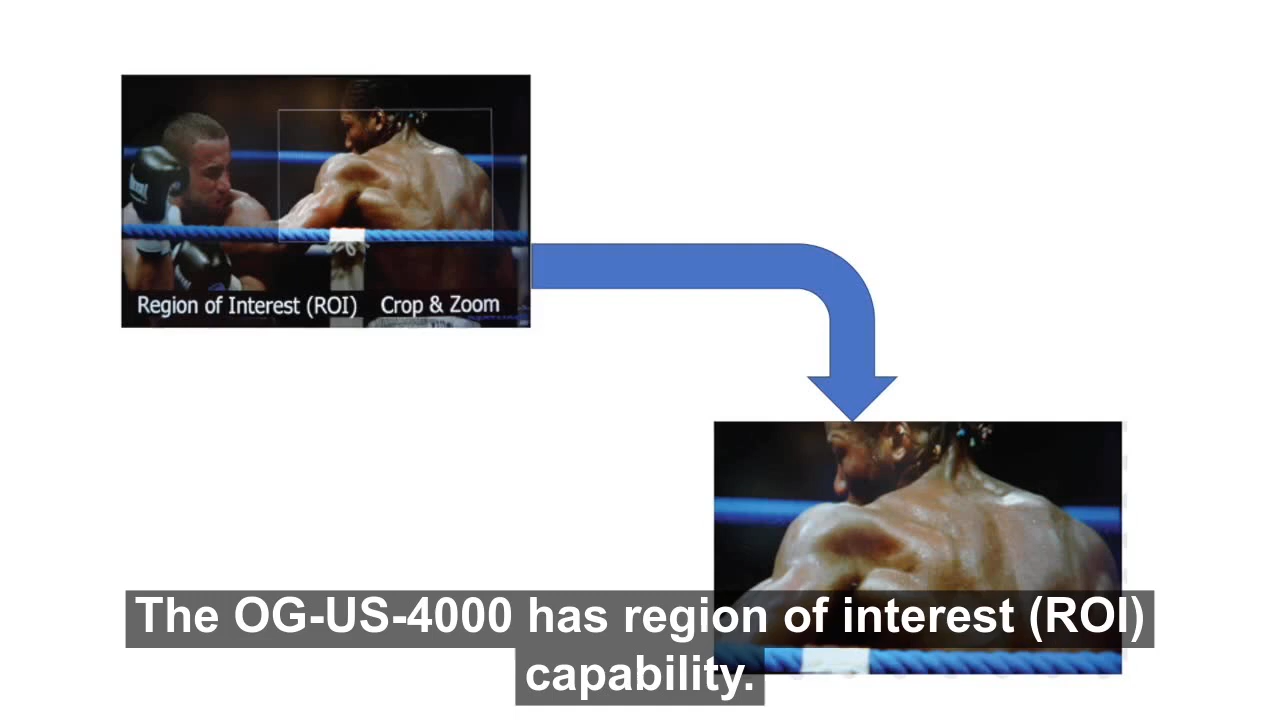 Region of Interest (ROI) Crop & Zoom
The OG-US-4000 has region of interest (ROI)
capability.